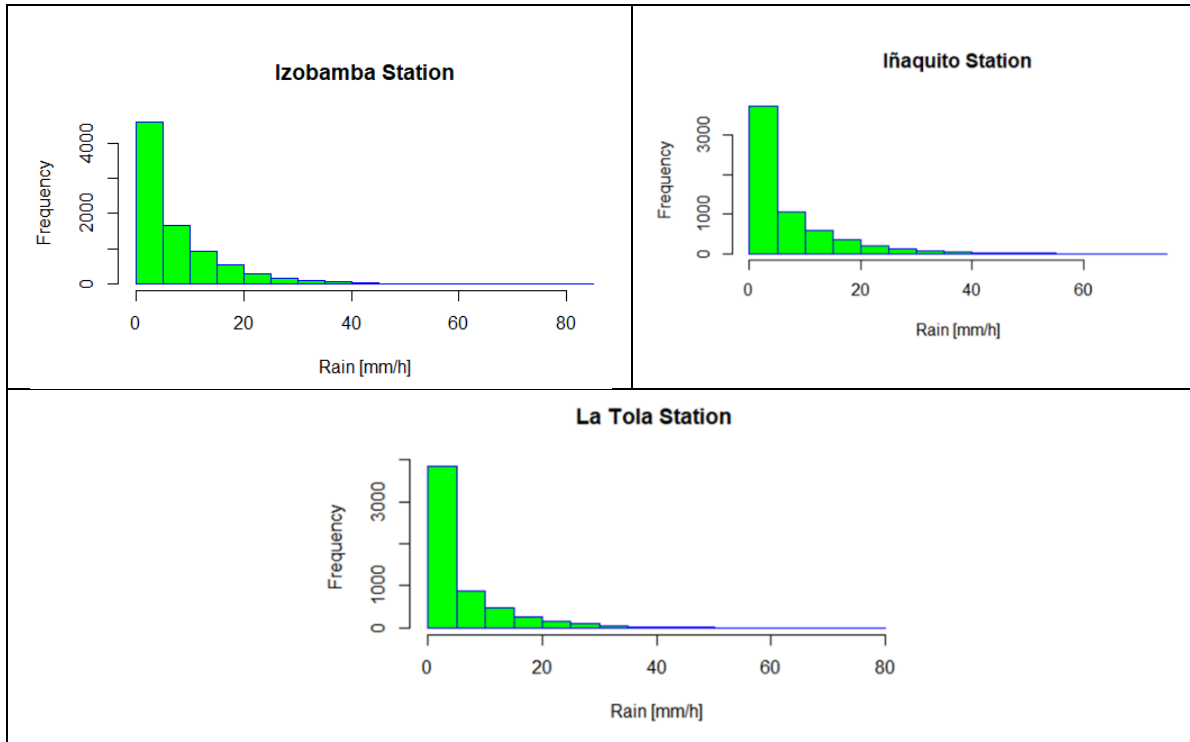 Izobamba Station
Frequency
0
2000
4000
0 20 40 60 80
Rain [mm/h]
Iñaquito Station
Frequency
0
1000
3000
0 20 40 60
Rain [mm/h]
La Tola Station
Frequency
0
1000
3000
0 20 40 60 80
Rain [mm/h]